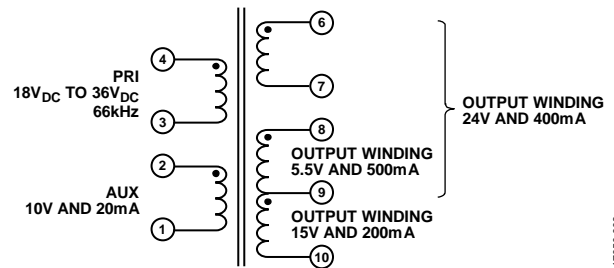 4
PRI
18VDC TO 36VDC
66kHz
3
2
AUX
10V AND 20mA
1
6
7
8
OUTPUT WINDING
5.5V AND 500mA
9
OUTPUT WINDING
15V AND 200mA
10
OUTPUT WINDING
24V AND 400mA